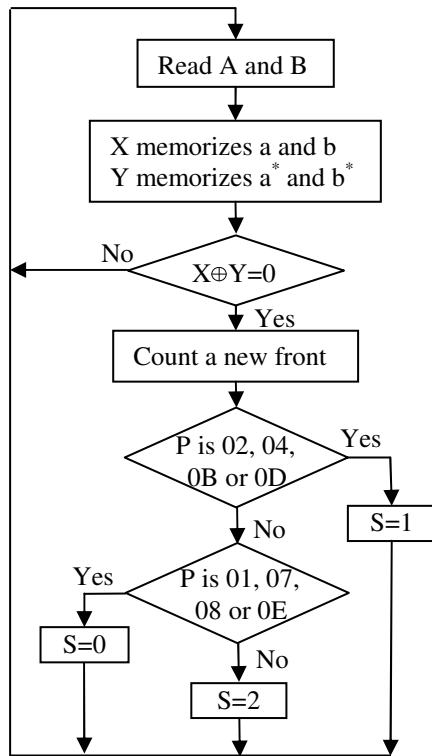 Read A and B
X memorizes a and b
Y memorizes a* and b*
No
X⊕Y=0
Yes
Count a new front
P is 02, 04,
0B or 0D
Yes
S=1
No
Yes
P is 01, 07,
08 or 0E
S=0
No
S=2